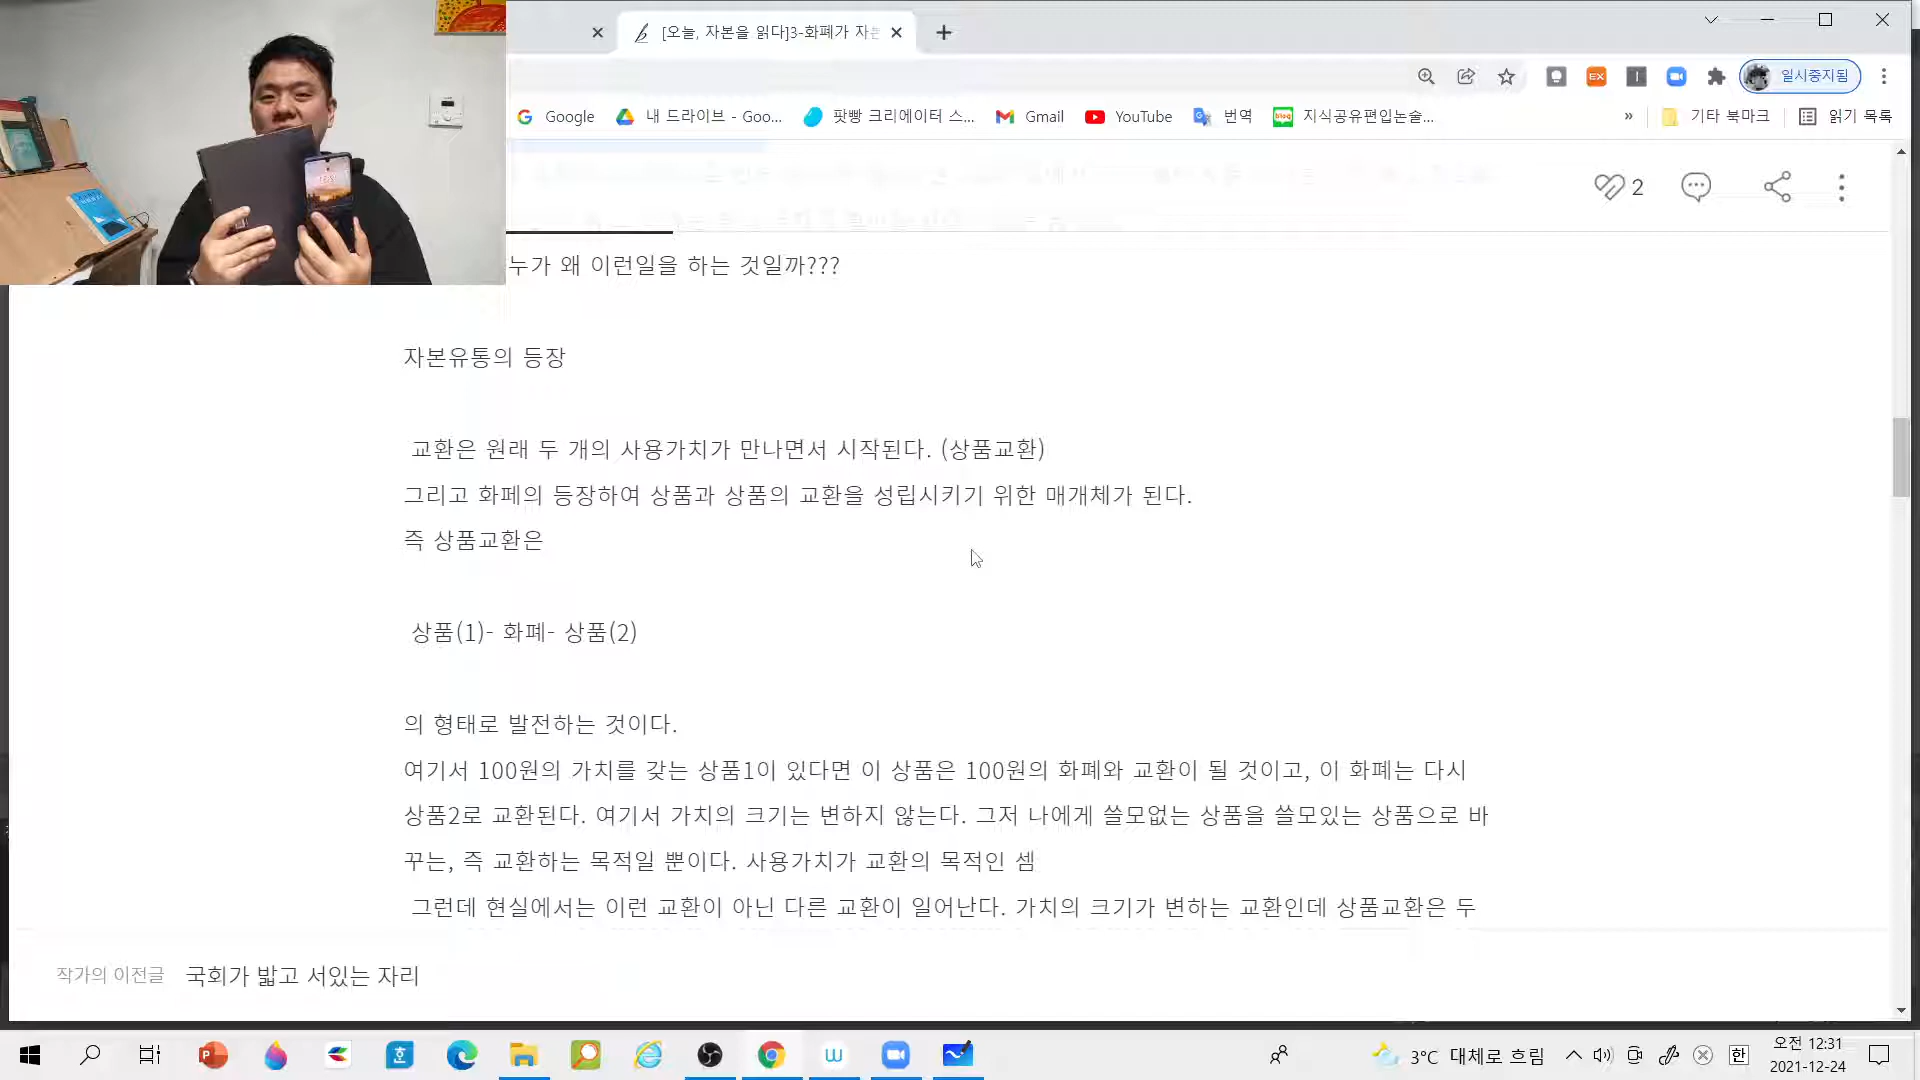 [오늘, 자본을 읽다]3-화폐가 자본
EX
일시중지됨
Google
내 드라이브 - Goo...
팟빵 크리에이터 스...
Gmail
YouTube
번역
지식공유편입논술...
»
기타 북마크
읽기 목록
2
누가 왜 이런일을 하는 것일까???
자본유통의 등장
교환은 원래 두 개의 사용가치가 만나면서 시작된다. (상품교환)
그리고 화페의 등장하여 상품과 상품의 교환을 성립시키기 위한 매개체가 된다.
즉 상품교환은
상품(1)- 화폐- 상품(2)
의 형태로 발전하는 것이다.
여기서 100원의 가치를 갖는 상품1이 있다면 이 상품은 100원의 화폐와 교환이 될 것이고, 이 화폐는 다시
상품2로 교환된다. 여기서 가치의 크기는 변하지 않는다. 그저 나에게 쓸모없는 상품을 쓸모있는 상품으로 바
꾸는, 즉 교환하는 목적일 뿐이다. 사용가치가 교환의 목적인 셈
그런데 현실에서는 이런 교환이 아닌 다른 교환이 일어난다. 가치의 크기가 변하는 교환인데 상품교환은 두
작가의 이전글 국회가 밟고 서있는 자리
3°C 대체로 흐림
한
오전 12:31
2021-12-24